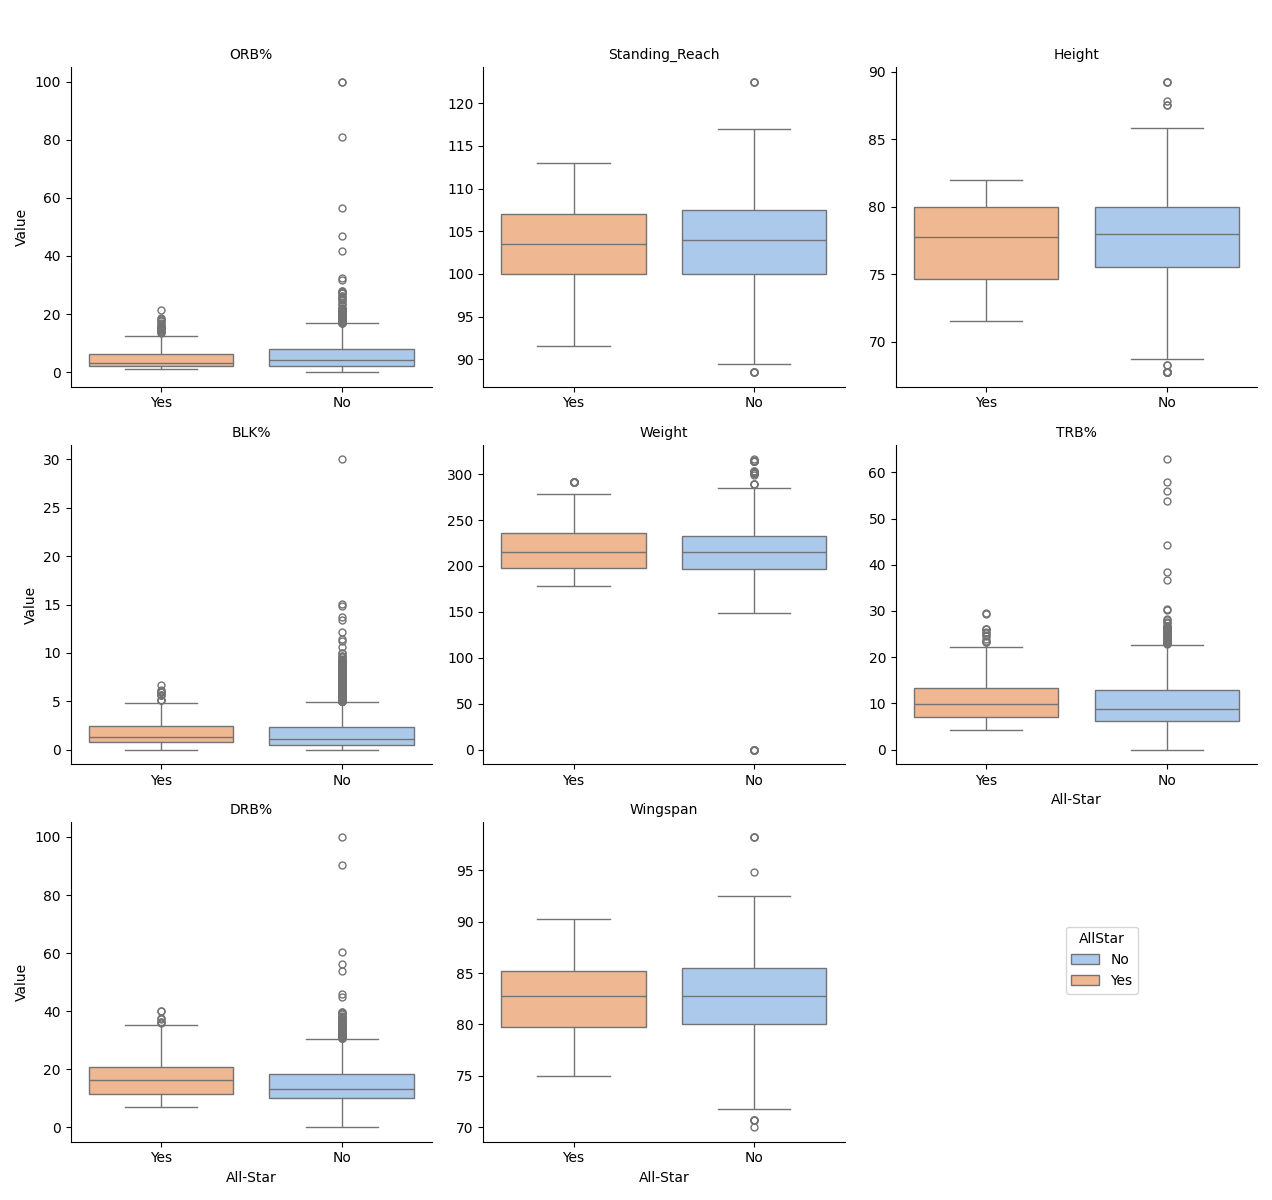 ORB%
Value
100
80
60
40
20
0
Yes No
Standing_Reach
120
115
110
105
100
95
90
Yes No
Height
90
85
80
75
70
Yes No
BLK%
Value
30
25
20
15
10
5
0
Yes No
Weight
300
250
200
150
100
50
0
Yes No
TRB%
60
50
40
30
20
10
0
Yes No
All-Star
DRB%
Value
100
80
60
40
20
0
Yes No
All-Star
Wingspan
95
90
85
80
75
70
Yes No
All-Star
AllStar
No
Yes